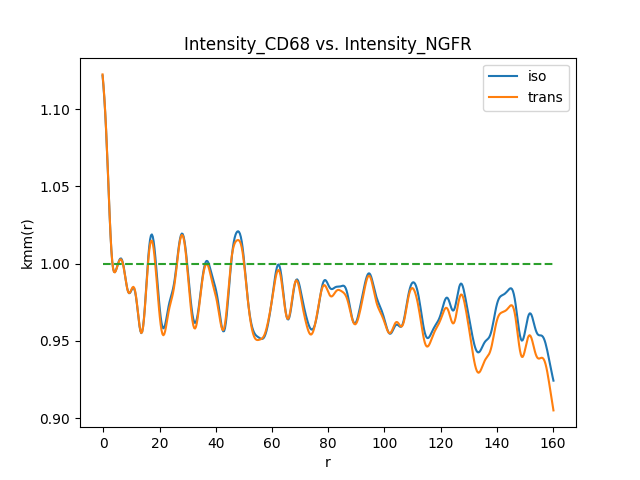 Intensity_CD68 vs. Intensity_NGFR
iso
trans
1.10
1.05
1.00
0.95
0.90
kmm(r)
0 20 40 60 80 100 120 140 160
r